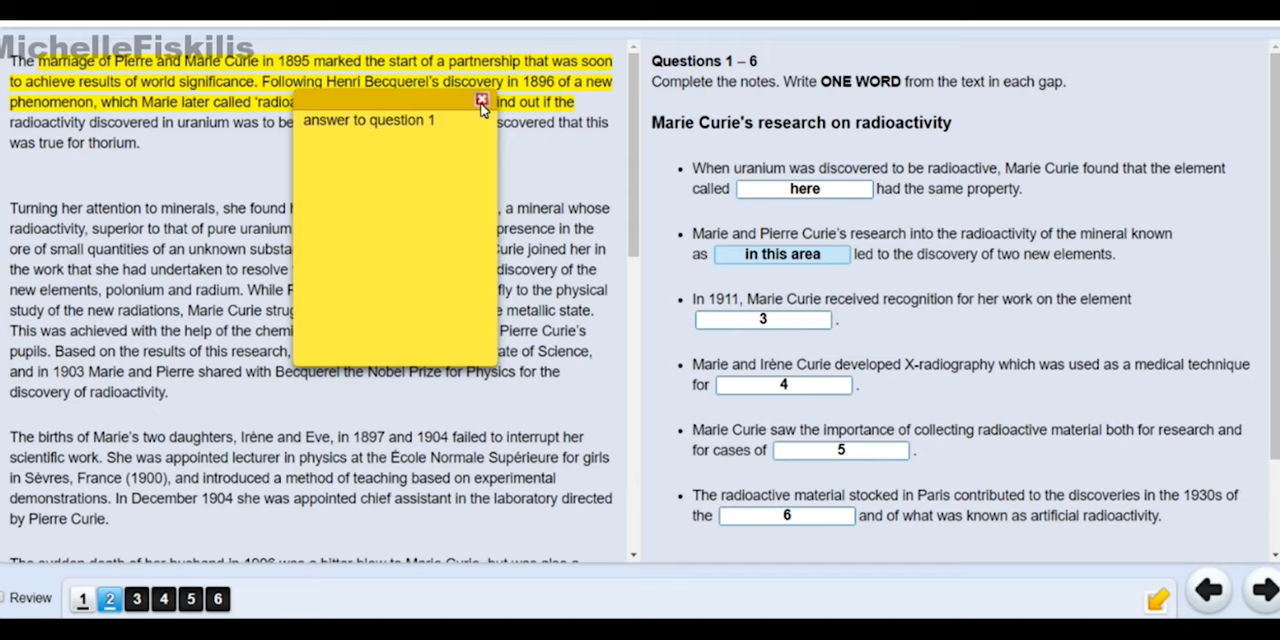 MichelleFiskilis
The marriage of Pierre and Marie Curie in 1895 marked the start of a partnership that was soon
to achieve results of world significance. Following Henri Becquerel's discovery in 1896 of a new
phenomenon, which Marie later called 'radioa
ind out if the
radioactivity discovered in uranium was to be
scovered that this
was true for thorium.
answer to question 1
Turning her attention to minerals, she found
, a mineral whose
radioactivity, superior to that of pure uranium
presence in the
ore of small quantities of an unknown substa
Curie joined her in
the work that she had undertaken to resolve
discovery of the
new elements, polonium and radium. While
fly to the physical
study of the new radiations, Marie Curie strug
e metallic state.
This was achieved with the help of the chemi
Pierre Curie's
pupils. Based on the results of this research,
ate of Science,
and in 1903 Marie and Pierre shared with Becquerel the Nobel Prize for Physics for the
discovery of radioactivity.
The births of Marie's two daughters, Irène and Eve, in 1897 and 1904 failed to interrupt her
scientific work. She was appointed lecturer in physics at the École Normale Supérieure for girls
in Sèvres, France (1900), and introduced a method of teaching based on experimental
demonstrations. In December 1904 she was appointed chief assistant in the laboratory directed
by Pierre Curie.
The sudden death of her husband in 1906 was a bitter blow to Marie Curie, but was also a
Questions 1 – 6
Complete the notes. Write ONE WORD from the text in each gap.
Marie Curie's research on radioactivity
• When uranium was discovered to be radioactive, Marie Curie found that the element
called here had the same property.
• Marie and Pierre Curie's research into the radioactivity of the mineral known
as in this area led to the discovery of two new elements.
• In 1911, Marie Curie received recognition for her work on the element
3 .
• Marie and Irène Curie developed X-radiography which was used as a medical technique
for 4 .
• Marie Curie saw the importance of collecting radioactive material both for research and
for cases of 5 .
• The radioactive material stocked in Paris contributed to the discoveries in the 1930s of
the 6 and of what was known as artificial radioactivity.
Review 1 2 3 4 5 6